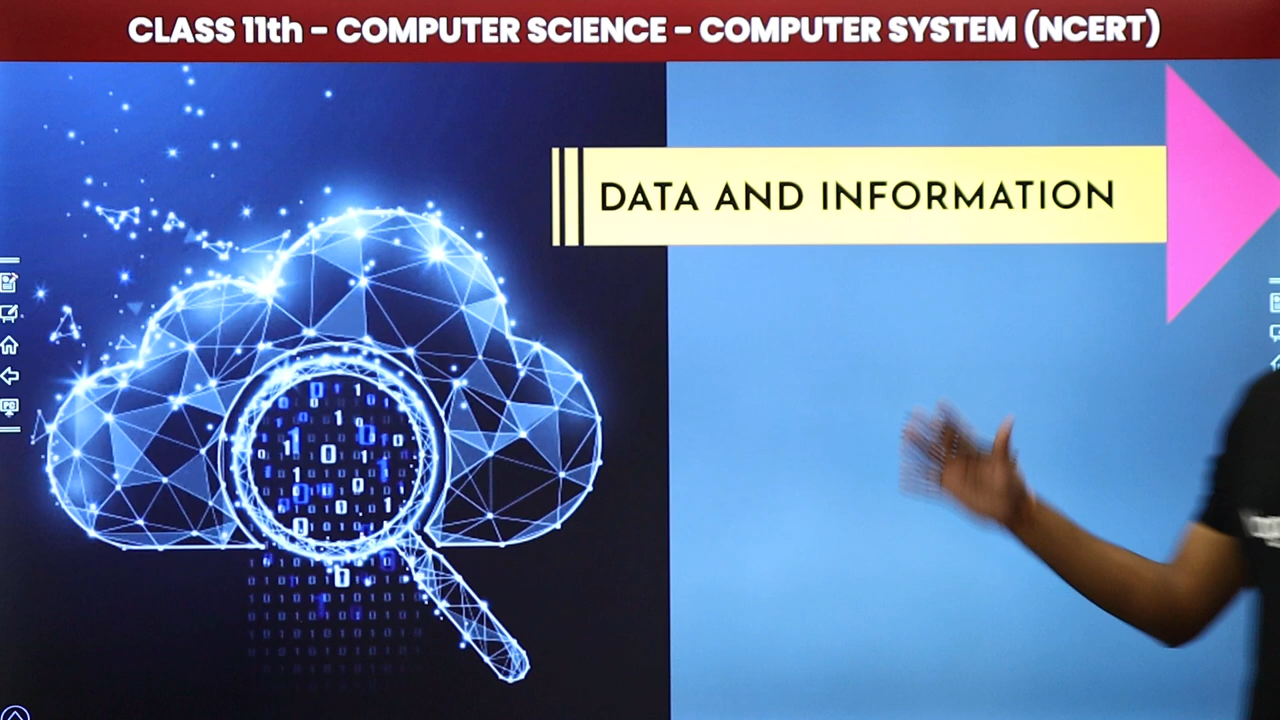 CLASS 11th - COMPUTER SCIENCE - COMPUTER SYSTEM (NCERT)
DATA AND INFORMATION